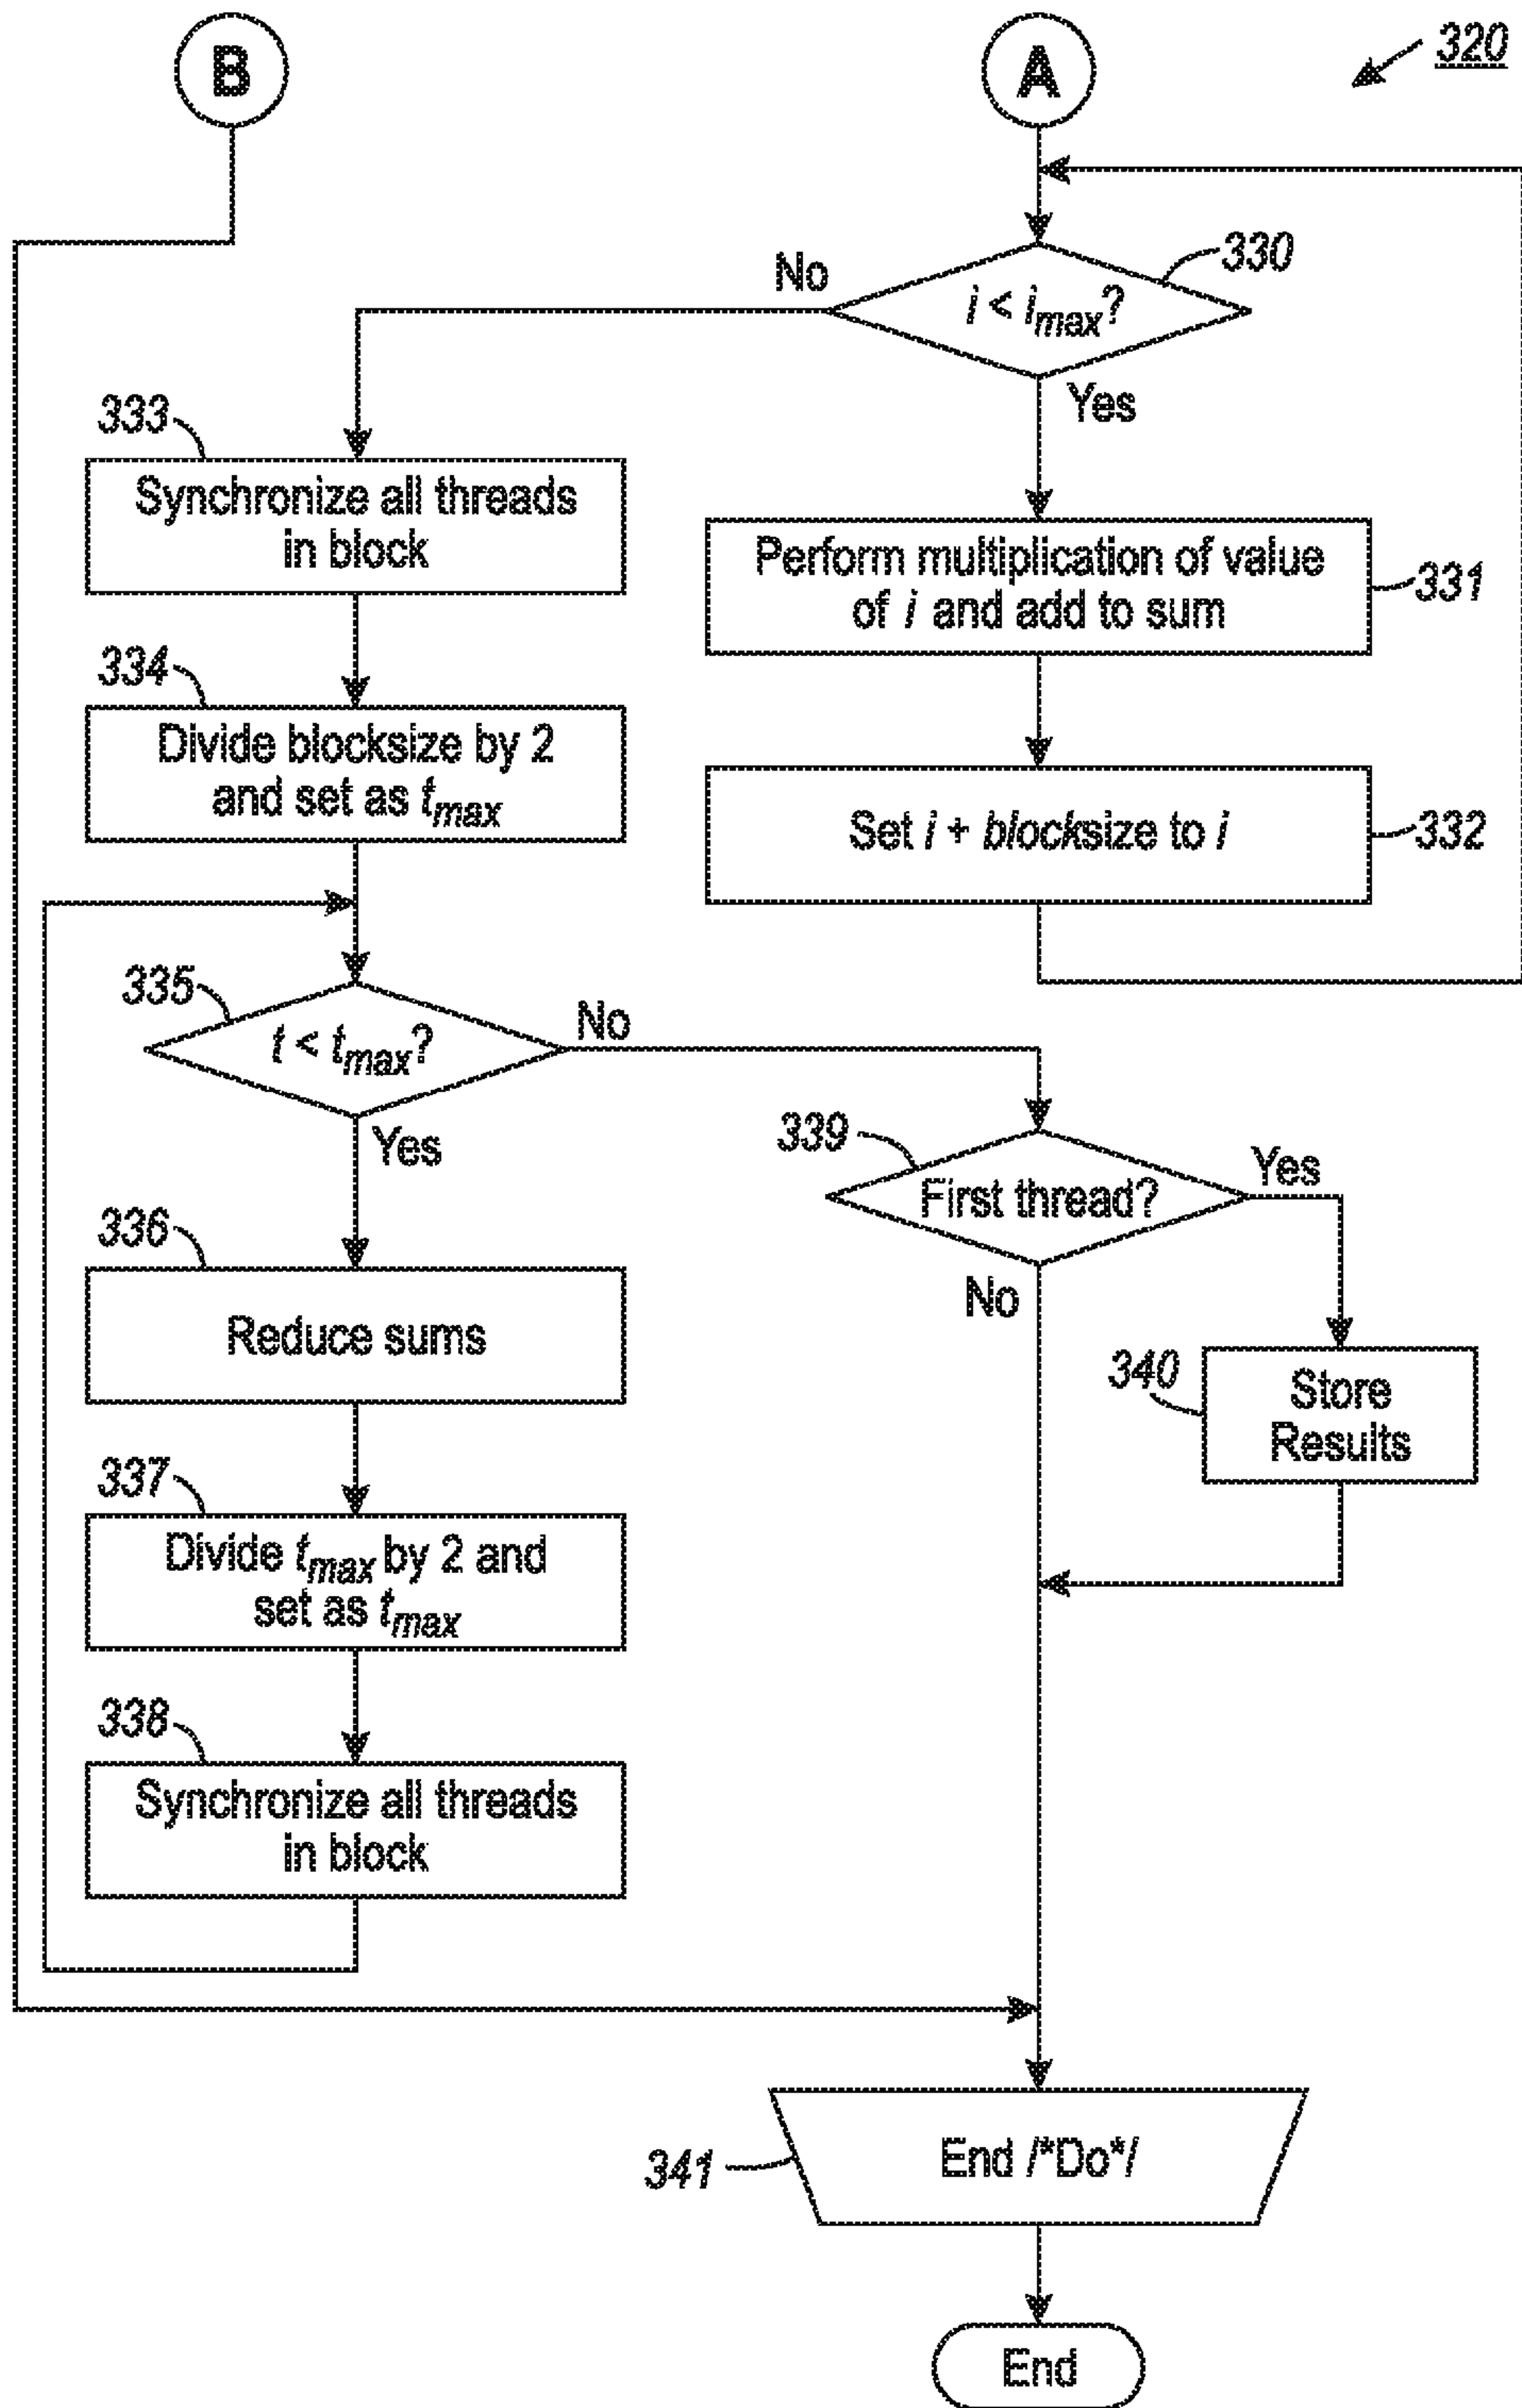 B
A
320
330
i < imax?
No
Yes
333
Synchronize all threads
in block
Perform multiplication of value
of i and add to sum
331
334
Divide blocksize by 2
and set as tmax
Set i + blocksize to i
332
335
t < tmax?
No
Yes
339
First thread?
Yes
No
336
Reduce sums
340
Store
Results
337
Divide tmax by 2 and
set as tmax
338
Synchronize all threads
in block
341
End /*Do*/
End